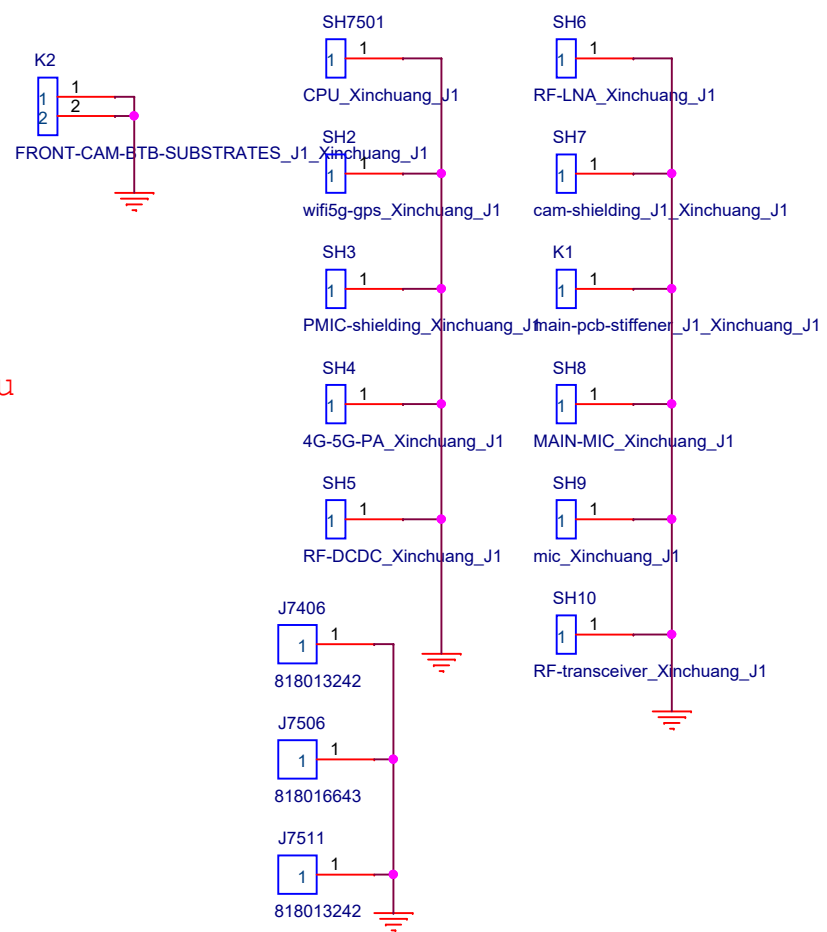 K2
1
1
2
2
FRONT-CAM-BTB-SUBSTRATES_J1_Xinchuang_J1
SH7501
1
1
CPU_Xinchuang_J1
SH2
1
1
wifi5g-gps_Xinchuang_J1
SH3
1
1
PMIC-shielding_Xinchuang_J1
SH4
1
1
4G-5G-PA_Xinchuang_J1
SH5
1
1
RF-DCDC_Xinchuang_J1
SH6
1
1
RF-LNA_Xinchuang_J1
SH7
1
1
cam-shielding_J1_Xinchuang_J1
K1
1
1
main-pcb-stiffener_J1_Xinchuang_J1
SH8
1
1
MAIN-MIC_Xinchuang_J1
SH9
1
1
mic_Xinchuang_J1
SH10
1
1
RF-transceiver_Xinchuang_J1
u
J7406
1
1
818013242
J7506
1
1
818016643
J7511
1
1
818013242